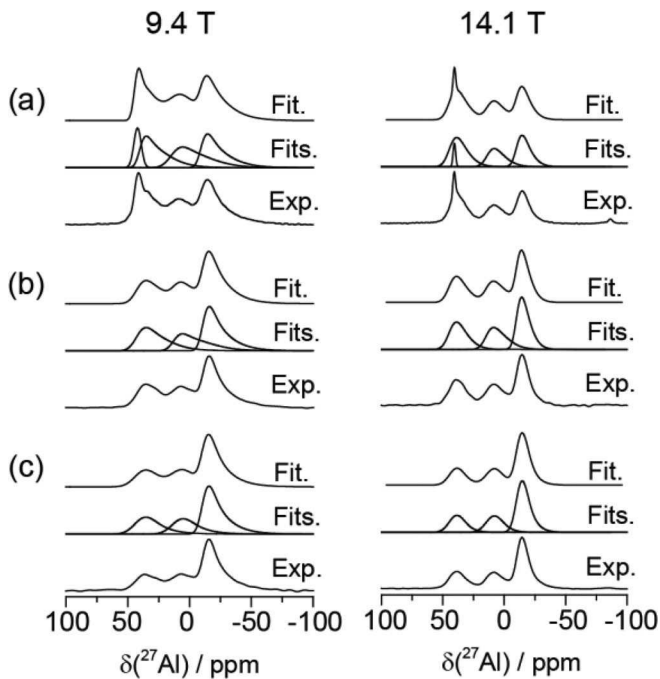 9.4 T 14.1 T
(a) Fit. Fit.
Fits. Fits.
Exp. Exp.
(b) Fit. Fit.
Fits. Fits.
Exp. Exp.
(c) Fit. Fit.
Fits. Fits.
Exp. Exp.
100 50 0 -50 -100 100 50 0 -50 -100
δ(²⁷Al) / ppm δ(²⁷Al) / ppm